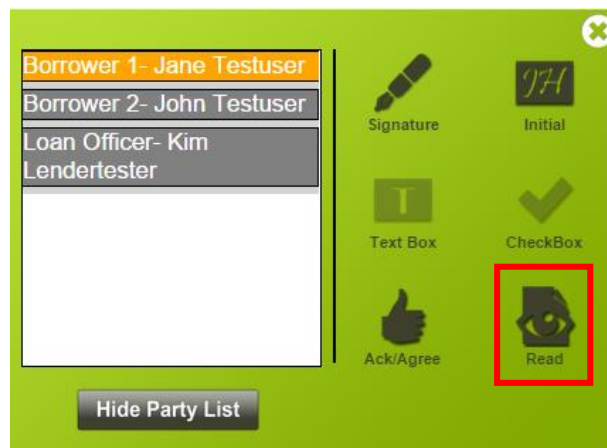 Borrower 1- Jane Testuser
Borrower 2- John Testuser
Loan Officer- Kim
Lendertester
JH
Signature
Initial
T
Text Box
CheckBox
Ack/Agree
Read
Hide Party List